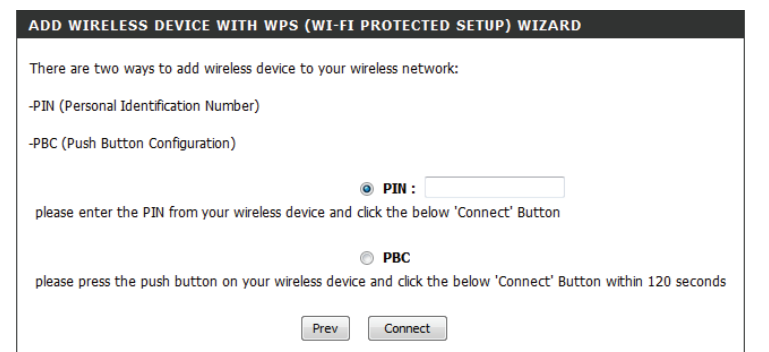 ADD WIRELESS DEVICE WITH WPS (WI-FI PROTECTED SETUP) WIZARD
There are two ways to add wireless device to your wireless network:
-PIN (Personal Identification Number)
-PBC (Push Button Configuration)
PIN :
please enter the PIN from your wireless device and click the below 'Connect' Button
PBC
please press the push button on your wireless device and click the below 'Connect' Button within 120 seconds
Prev Connect